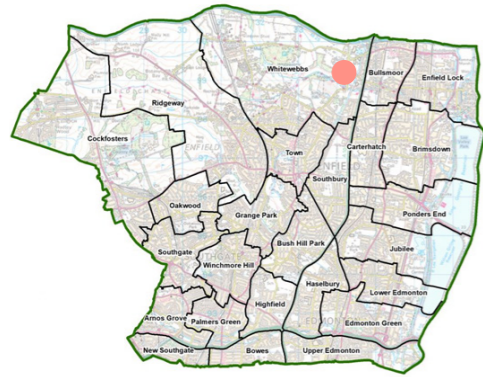 Whitewebbs
Bullsmoor
Enfield Lock
Ridgeway
Cockfosters
Town
Carterhatch
Brimsdown
ENFIELD
Southbury
Oakwood
Grange Park
Ponders End
Southgate
Bush Hill Park
Jubilee
Winchmore Hill
Haselbury
Lower Edmonton
Highfield
Arnos Grove
Palmers Green
Edmonton Green
New Southgate
Bowes
Upper Edmonton